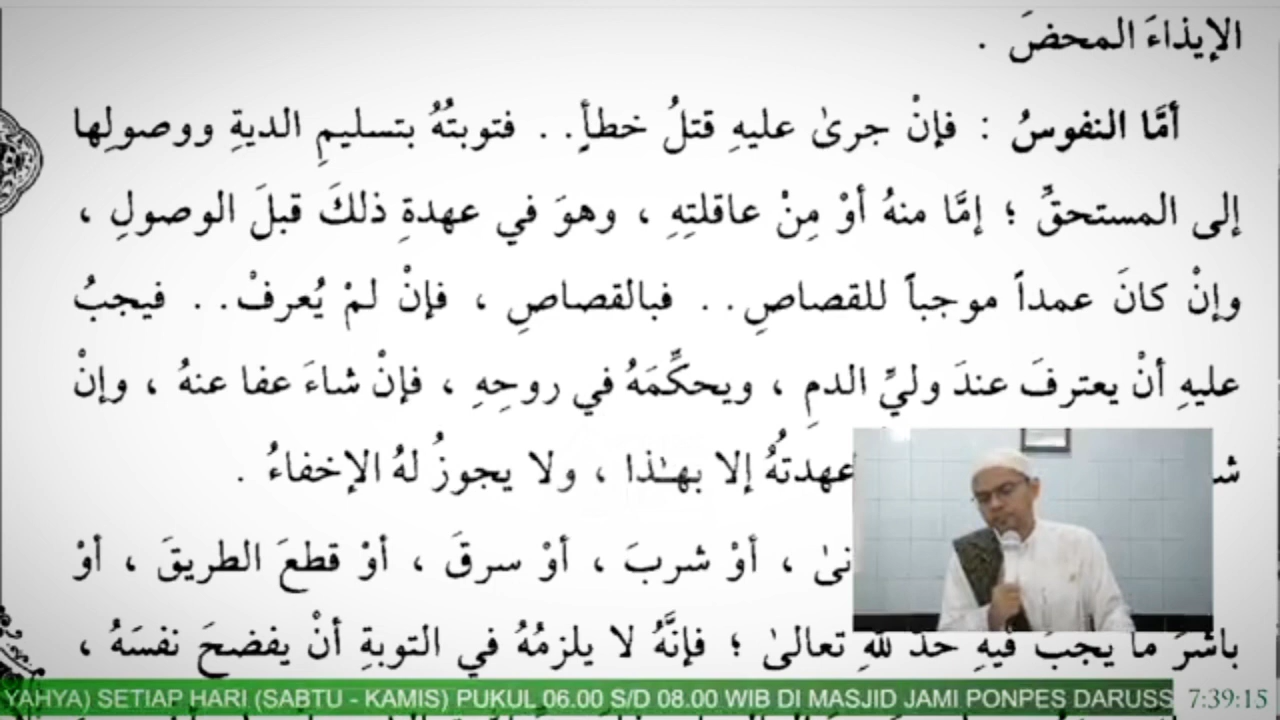 الإيذاءَ المحضَ .
أمَّا النفوسُ : فإنْ جرىٰ عليهِ قتلُ خطأٍ . . فتوبتُهُ بتسليمِ الديةِ ووصولِها
إلى المستحقِّ ؛ إمَّا منهُ أوْ مِنْ عاقلتِهِ ، وهوَ في عهدةِ ذلكَ قبلَ الوصولِ ،
وإنْ كانَ عمداً موجباً للقصاصِ . . فبالقصاصِ ، فإنْ لمْ يُعرفْ . . فيجبُ
عليهِ أنْ يعترفَ عندَ وليِّ الدمِ ، ويحكِّمَهُ في روحِهِ ، فإنْ شاءَ عفا عنهُ ، وإنْ
عهدتُهُ إلا بهـٰذا ، ولا يجوزُ لهُ الإخفاءُ .
، أوْ شربَ ، أوْ سرقَ ، أوْ قطعَ الطريقَ ، أوْ
باشرَ ما يجبُ فيهِ حدُّ للهِ تعالىٰ ؛ فإنَّهُ لا يلزمُهُ في التوبةِ أنْ يفضحَ نفسَهُ ،
YAHYA) SETIAP HARI (SABTU - KAMIS) PUKUL 06.00 S/D 08.00 WIB DI MASJID JAMI PONPES DARUSS
7:39:15